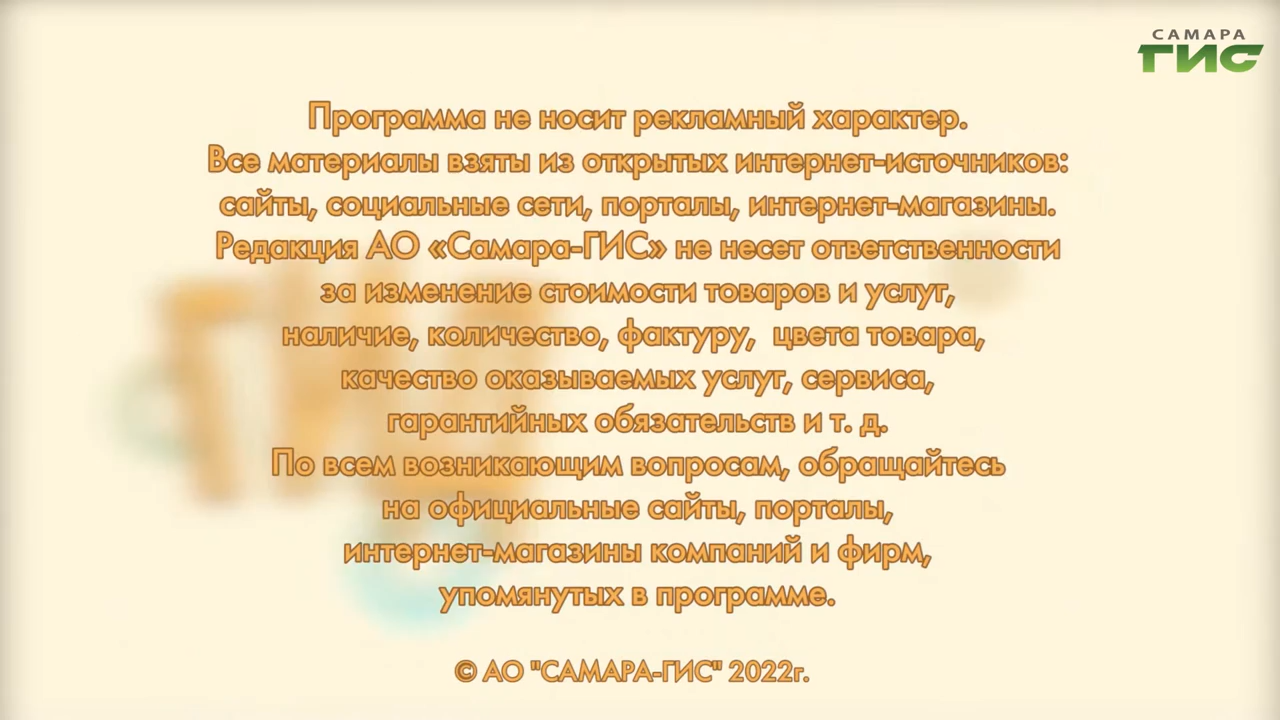 САМАРА
ГИС
Программа не носит рекламный характер.
Все материалы взяты из открытых интернет-источников:
сайты, социальные сети, порталы, интернет-магазины.
Редакция АО «Самара-ГИС» не несет ответственности
за изменение стоимости товаров и услуг,
наличие, количество, фактуру, цвета товара,
качество оказываемых услуг, сервиса,
гарантийных обязательств и т. д.
По всем возникающим вопросам, обращайтесь
на официальные сайты, порталы,
интернет-магазины компаний и фирм,
упомянутых в программе.
© АО "САМАРА-ГИС" 2022г.